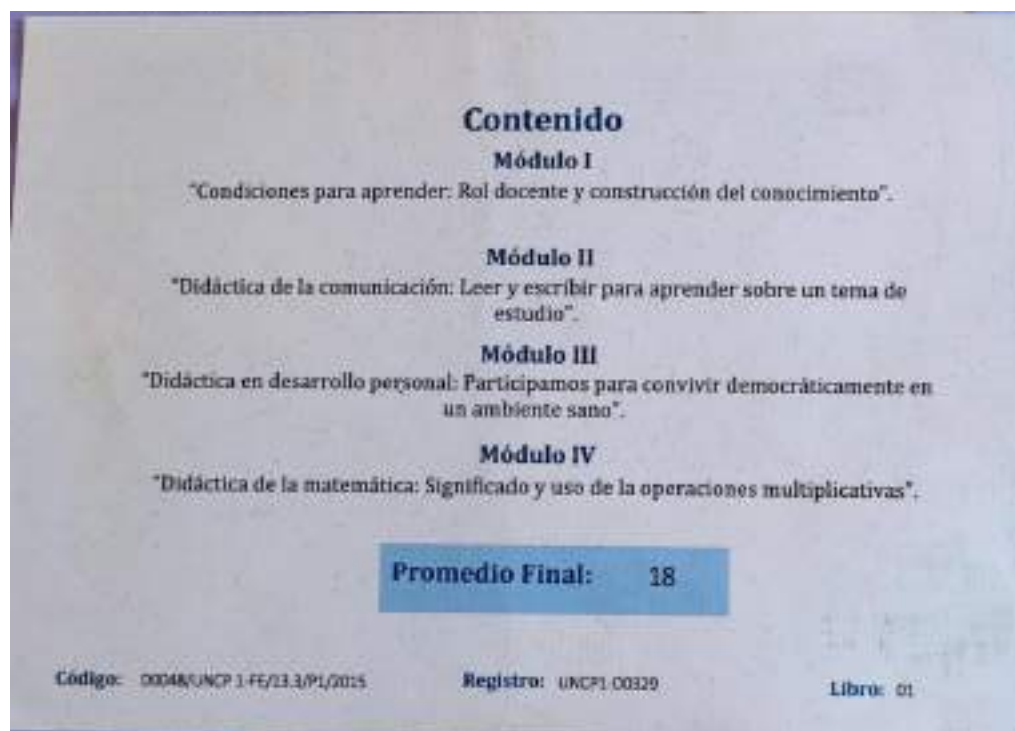 Contenido
Módulo I
"Condiciones para aprender: Rol docente y construcción del conocimiento".
Módulo II
"Didáctica de la comunicación: Leer y escribir para aprender sobre un tema de
estudio".
Módulo III
"Didáctica en desarrollo personal: Participamos para convivir democráticamente en
un ambiente sano".
Módulo IV
"Didáctica de la matemática: Significado y uso de la operaciones multiplicativas".
Promedio Final: 18
Código: 00048/UNCP 1-FE/13.3/P1/2015 Registro: UNCP1-00329 Libro: 01